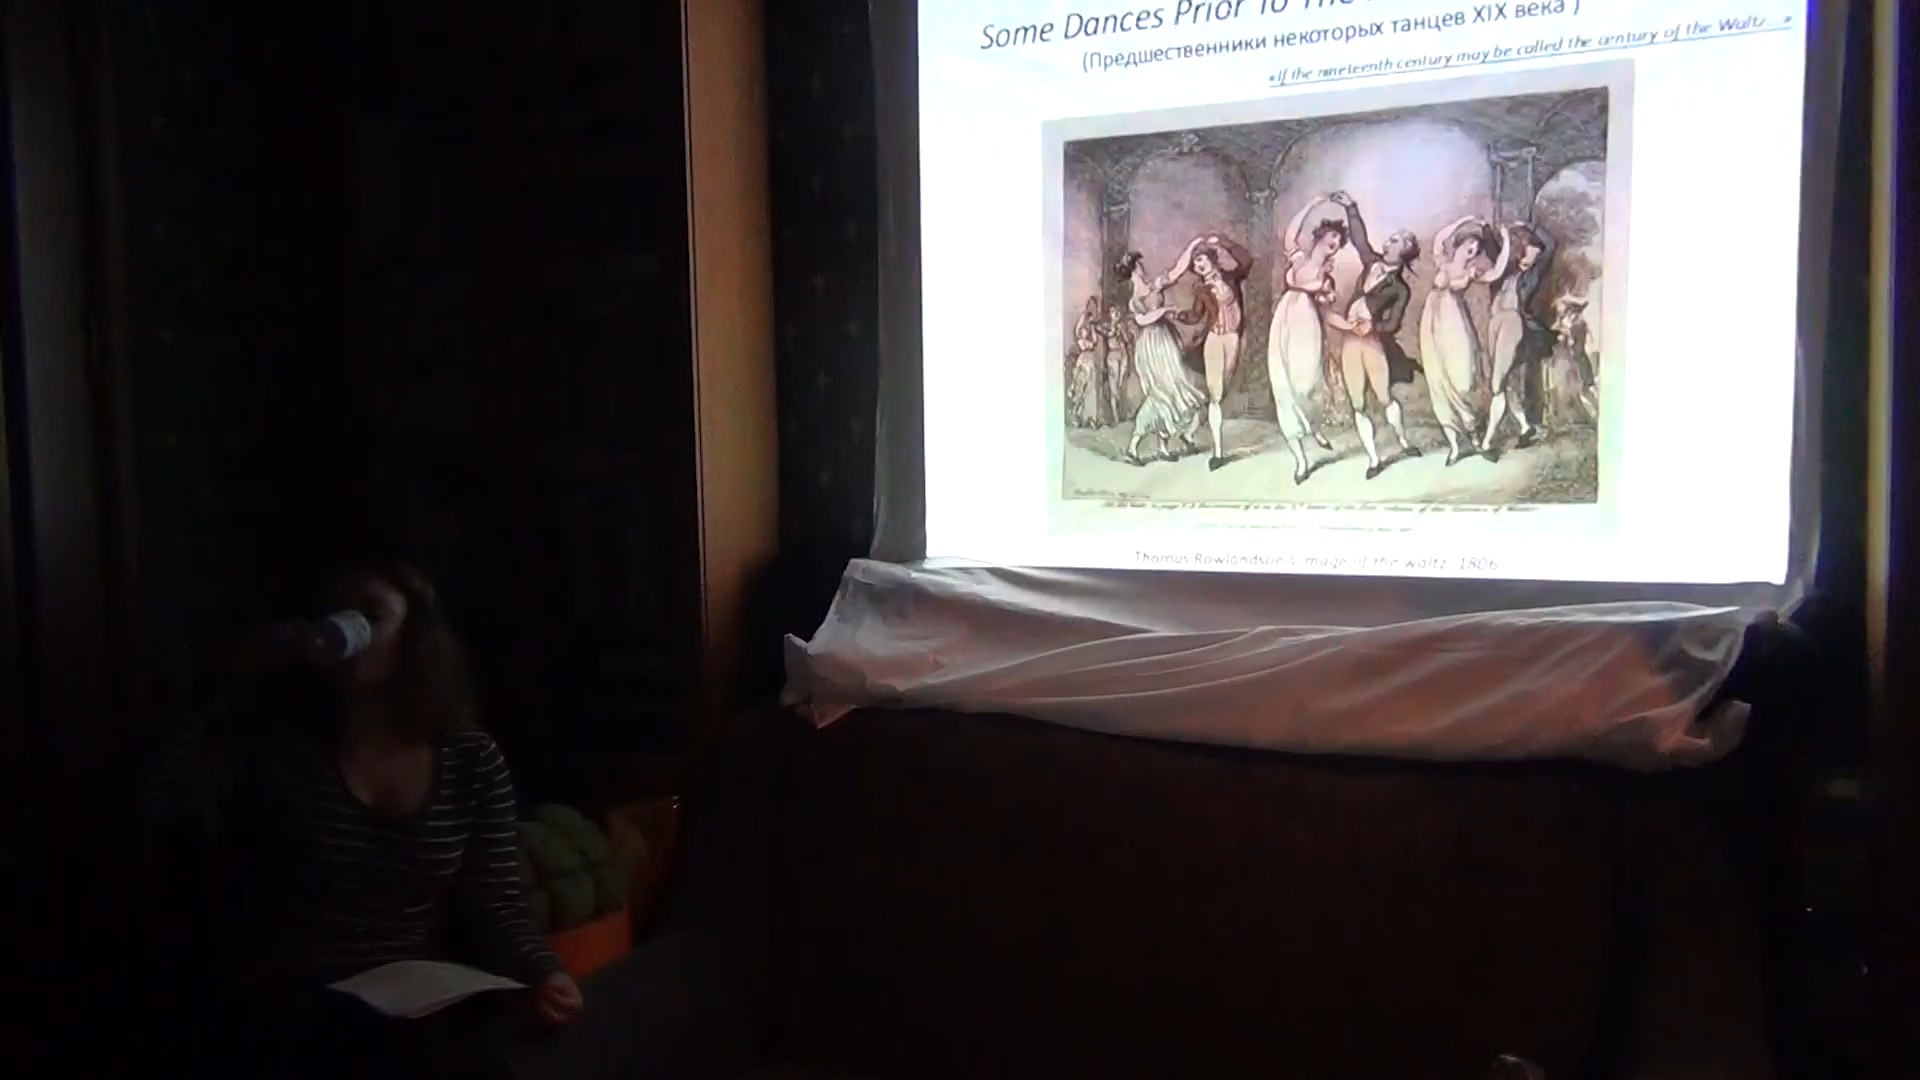 Some Dances Prior To The
(Предшественники некоторых танцев XIX века )
«If the nineteenth century may be called the century of the Waltz...»
Thomas Rowlandson's image of the waltz, 1806